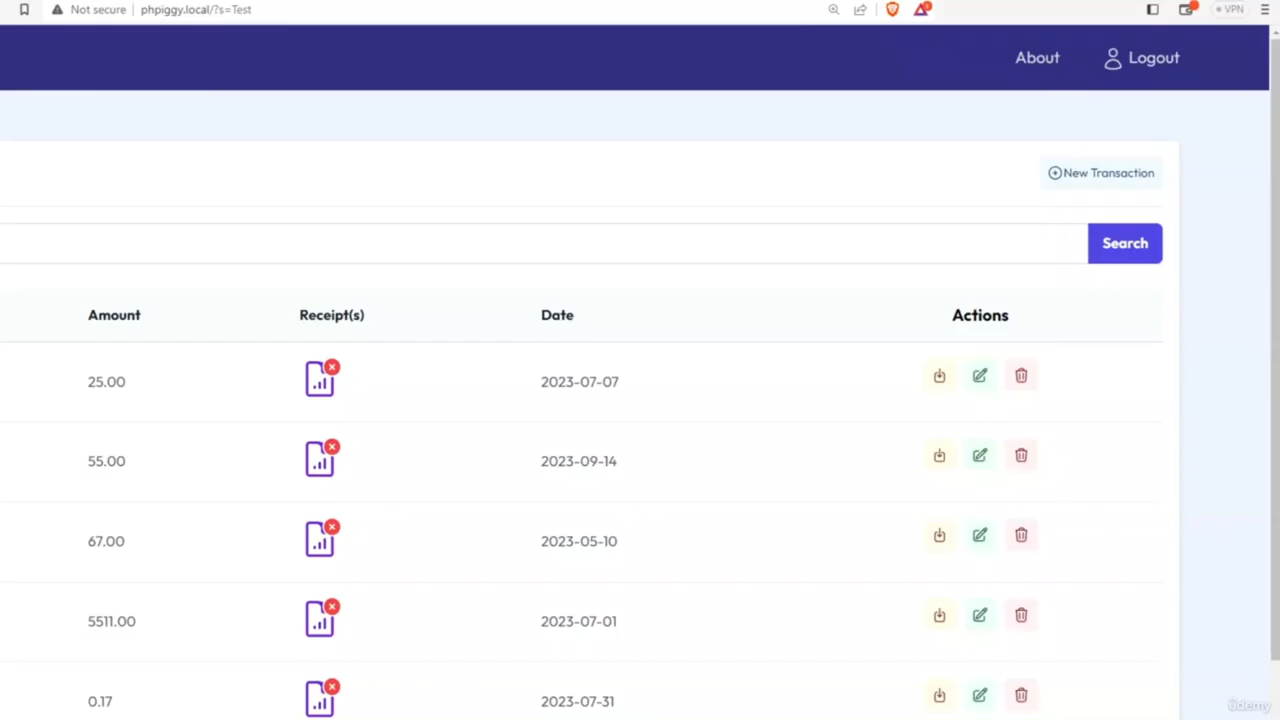 Not secure phpiggy.local/?s=Test VPN
About Logout
New Transaction
Search
Amount Receipt(s) Date Actions
25.00 2023-07-07
55.00 2023-09-14
67.00 2023-05-10
5511.00 2023-07-01
0.17 2023-07-31
ûdemy